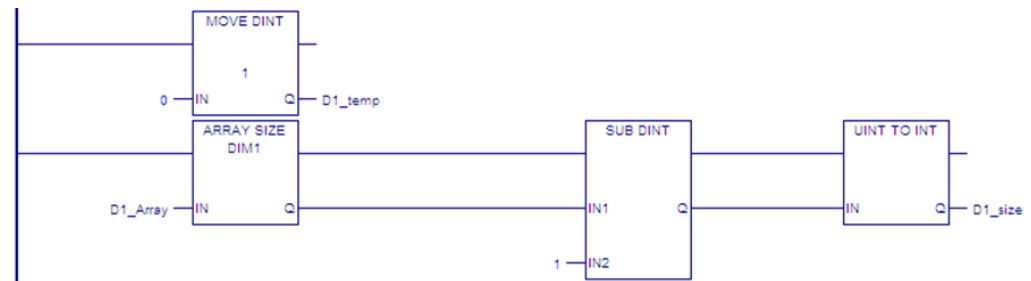 MOVE DINT
1
0 IN Q D1_temp
ARRAY SIZE SUB DINT UINT TO INT
DIM1
D1_Array IN Q IN1 Q IN Q D1_size
1 IN2